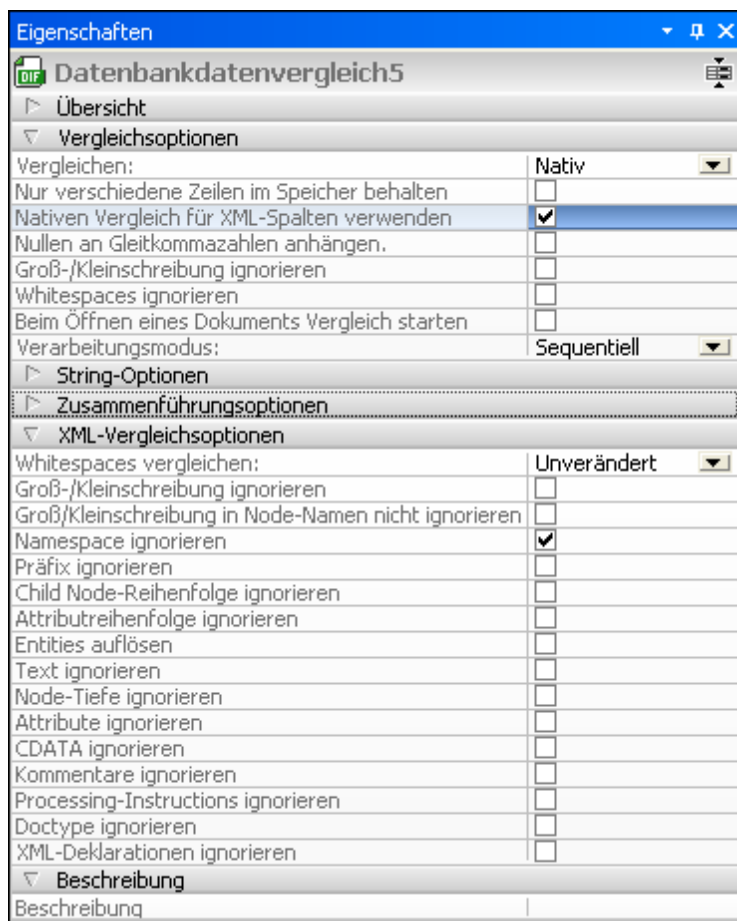 Eigenschaften
DIF Datenbankdatenvergleich5
Übersicht
Vergleichsoptionen
Vergleichen: Nativ
Nur verschiedene Zeilen im Speicher behalten
Nativen Vergleich für XML-Spalten verwenden
Nullen an Gleitkommazahlen anhängen.
Groß-/Kleinschreibung ignorieren
Whitespaces ignorieren
Beim Öffnen eines Dokuments Vergleich starten
Verarbeitungsmodus: Sequentiell
String-Optionen
Zusammenführungsoptionen
XML-Vergleichsoptionen
Whitespaces vergleichen: Unverändert
Groß-/Kleinschreibung ignorieren
Groß/Kleinschreibung in Node-Namen nicht ignorieren
Namespace ignorieren
Präfix ignorieren
Child Node-Reihenfolge ignorieren
Attributreihenfolge ignorieren
Entities auflösen
Text ignorieren
Node-Tiefe ignorieren
Attribute ignorieren
CDATA ignorieren
Kommentare ignorieren
Processing-Instructions ignorieren
Doctype ignorieren
XML-Deklarationen ignorieren
Beschreibung
Beschreibung